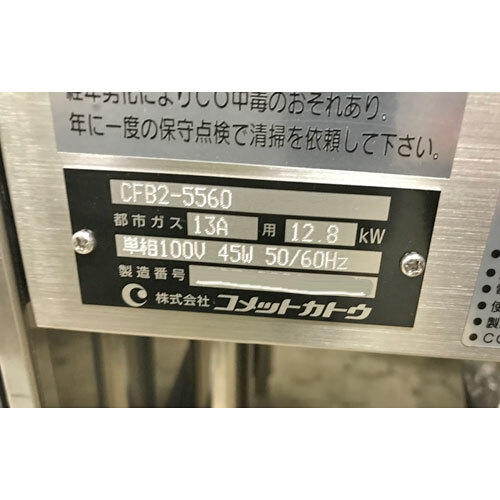 経年劣化によりCO中毒のおそれあり。
年に一度の保守点検で清掃を依頼して下さい。
CFB2-5560
都市ガス 13A 用 12.8 kW
単相100V 45W 50/60Hz
製造番号
株式会社 コメットカトウ